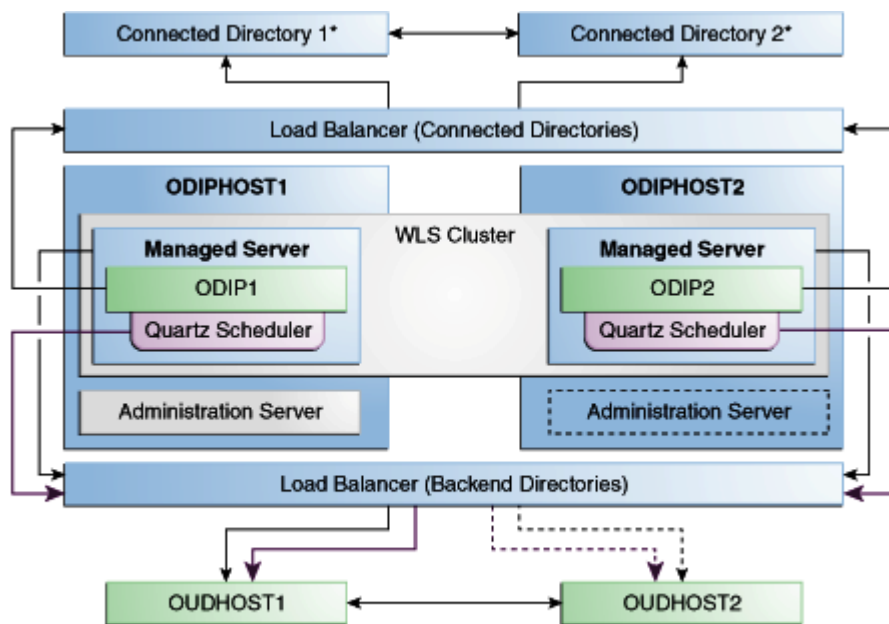 Connected Directory 1*
Connected Directory 2*
Load Balancer (Connected Directories)
ODIPHOST1
ODIPHOST2
WLS Cluster
Managed Server
Managed Server
ODIP1
ODIP2
Quartz Scheduler
Quartz Scheduler
Administration Server
Administration Server
Load Balancer (Backend Directories)
OUDHOST1
OUDHOST2